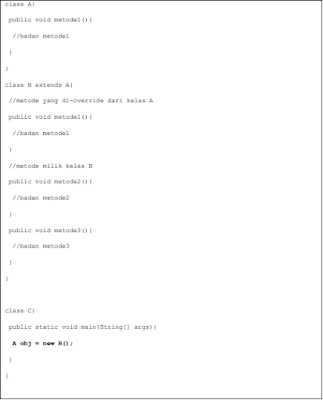 class A{
public void metode1(){
//badan metode1
}
}
class B extends A{
//metode yang di-override dari kelas A
public void metode1(){
//badan metode1
}
//metode milik kelas B
public void metode2(){
//badan metode2
}
public void metode3(){
//badan metode3
}
}
class C{
public static void main(String[] args){
A obj = new B();
}
}